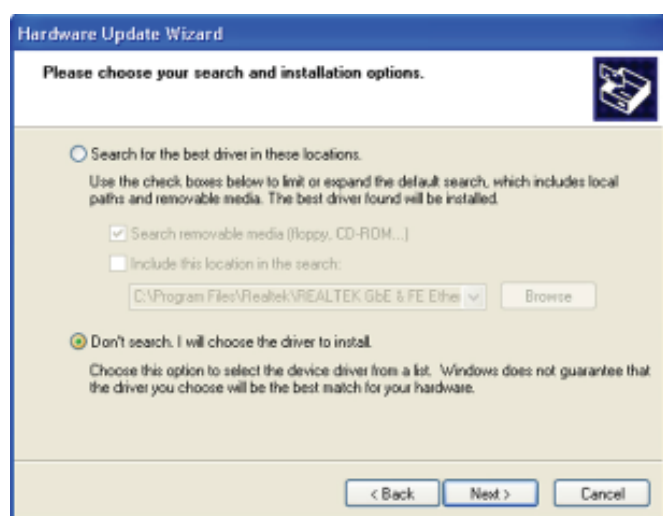 Hardware Update Wizard
Please choose your search and installation options.
Search for the best driver in these locations.
Use the check boxes below to limit or expand the default search, which includes local
paths and removable media. The best driver found will be installed.
Search removable media (floppy, CD-ROM...)
Include this location in the search:
C:\Program Files\Realtek\REALTEK GbE & FE Ether
Browse
Don't search. I will choose the driver to install.
Choose this option to select the device driver from a list. Windows does not guarantee that
the driver you choose will be the best match for your hardware.
< Back
Next >
Cancel